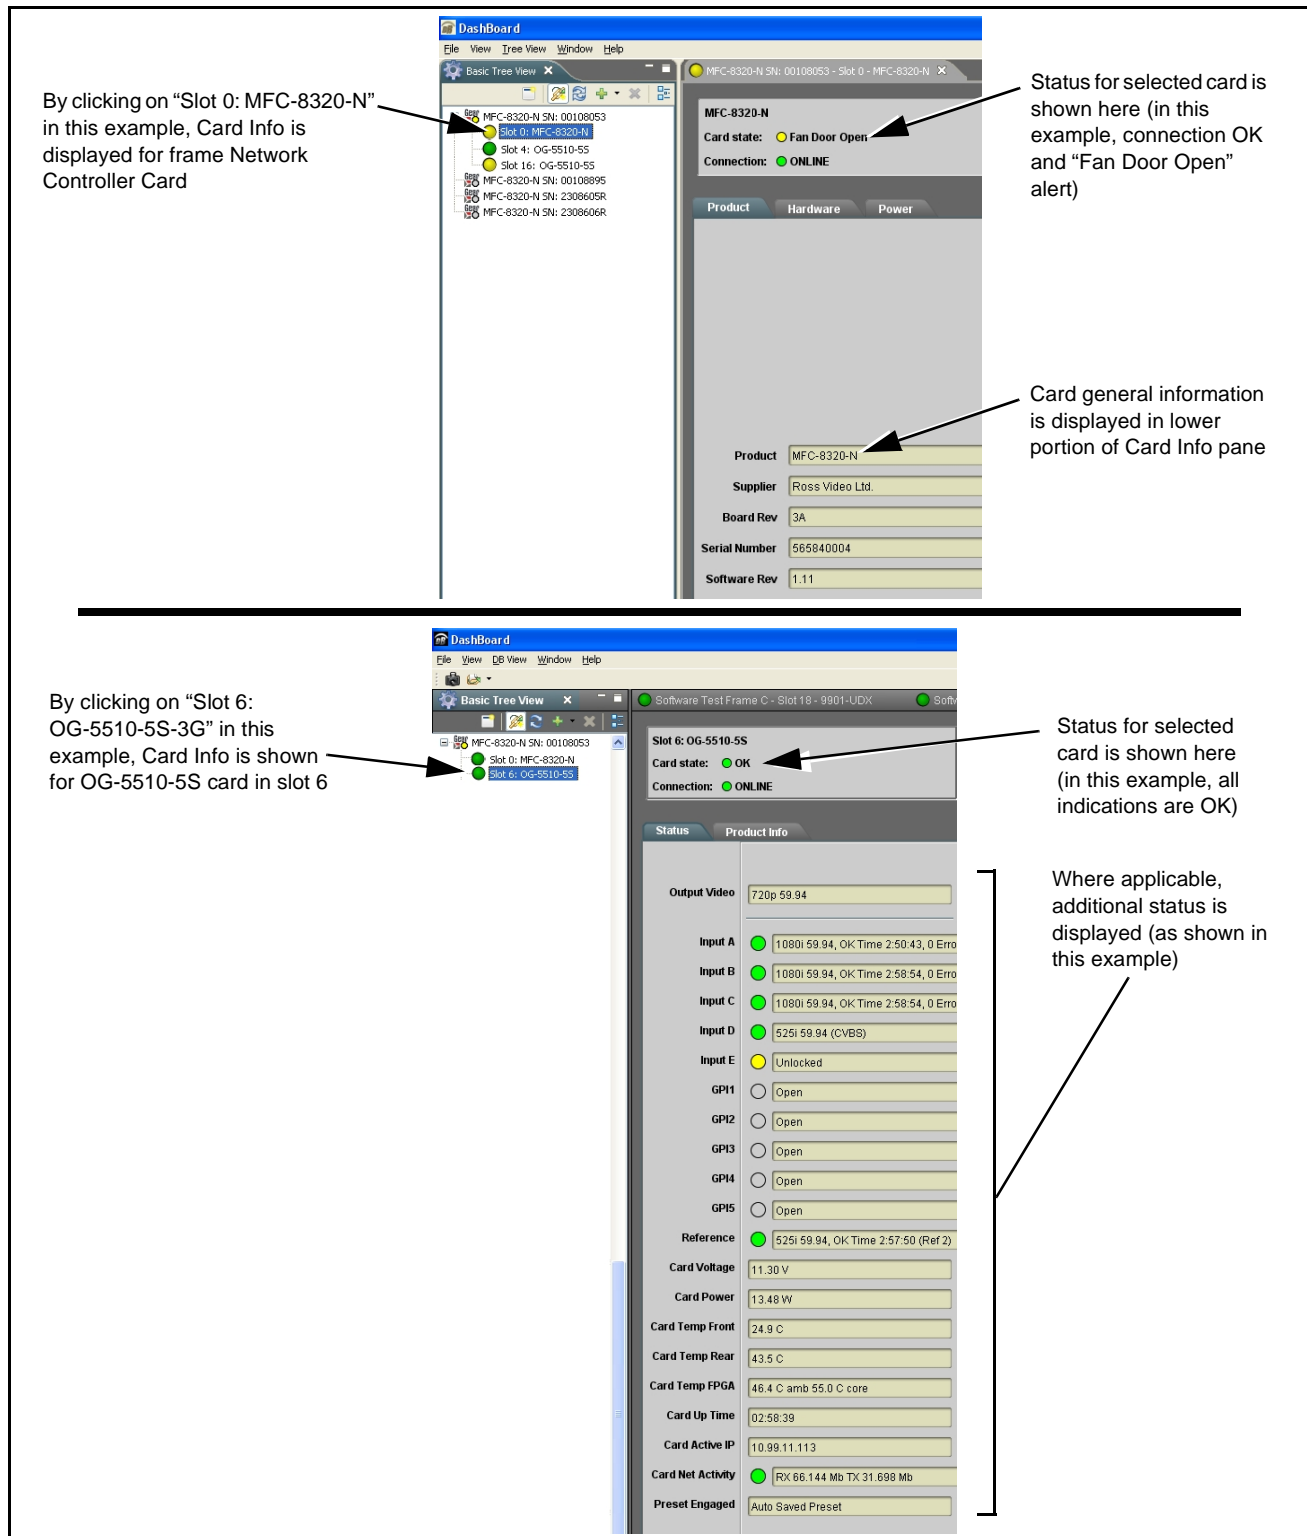 DashBoard
File View Tree View Window Help
Basic Tree View
MFC-8320-N SN: 00108053 - Slot 0 - MFC-8320-N
MFC-8320-N SN: 00108053
Slot 0: MFC-8320-N
Slot 4: OG-5510-5S
Slot 16: OG-5510-5S
MFC-8320-N SN: 00108895
MFC-8320-N SN: 2308605R
MFC-8320-N SN: 2308606R
By clicking on “Slot 0: MFC-8320-N”
in this example, Card Info is
displayed for frame Network
Controller Card
MFC-8320-N
Card state: Fan Door Open
Connection: ONLINE
Status for selected card is
shown here (in this
example, connection OK
and “Fan Door Open”
alert)
Product Hardware Power
Card general information
is displayed in lower
portion of Card Info pane
Product MFC-8320-N
Supplier Ross Video Ltd.
Board Rev 3A
Serial Number 565840004
Software Rev 1.11
DashBoard
File View DB View Window Help
Basic Tree View
Software Test Frame C - Slot 18 - 9901-UDX
Softw
MFC-8320-N SN: 00108053
Slot 0: MFC-8320-N
Slot 6: OG-5510-5S
By clicking on “Slot 6:
OG-5510-5S-3G” in this
example, Card Info is shown
for OG-5510-5S card in slot 6
Slot 6: OG-5510-5S
Card state: OK
Connection: ONLINE
Status for selected
card is shown here
(in this example, all
indications are OK)
Status Product Info
Where applicable,
additional status is
displayed (as shown in
this example)
Output Video 720p 59.94
Input A 1080i 59.94, OK Time 2:50:43, 0 Erro
Input B 1080i 59.94, OK Time 2:58:54, 0 Erro
Input C 1080i 59.94, OK Time 2:58:54, 0 Erro
Input D 525i 59.94 (CVBS)
Input E Unlocked
GPI1 Open
GPI2 Open
GPI3 Open
GPI4 Open
GPI5 Open
Reference 525i 59.94, OK Time 2:57:50 (Ref 2)
Card Voltage 11.30 V
Card Power 13.48 W
Card Temp Front 24.9 C
Card Temp Rear 43.5 C
Card Temp FPGA 46.4 C amb 55.0 C core
Card Up Time 02:58:39
Card Active IP 10.99.11.113
Card Net Activity RX 66.144 Mb TX 31.698 Mb
Preset Engaged Auto Saved Preset